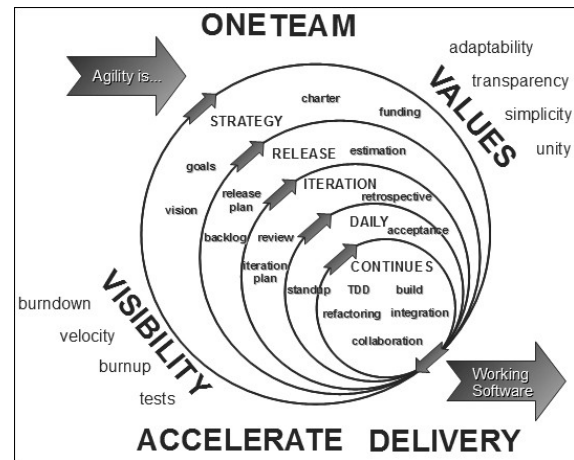 ONE TEAM
Agility is...
adaptability
transparency
simplicity
unity
VALUES
charter
funding
STRATEGY
goals
vision
RELEASE
estimation
release
plan
backlog
ITERATION
retrospective
review
iteration
plan
DAILY
acceptance
standup
CONTINUES
TDD
build
refactoring
integration
collaboration
VISIBILITY
burndown
velocity
burnup
tests
Working
Software
ACCELERATE DELIVERY